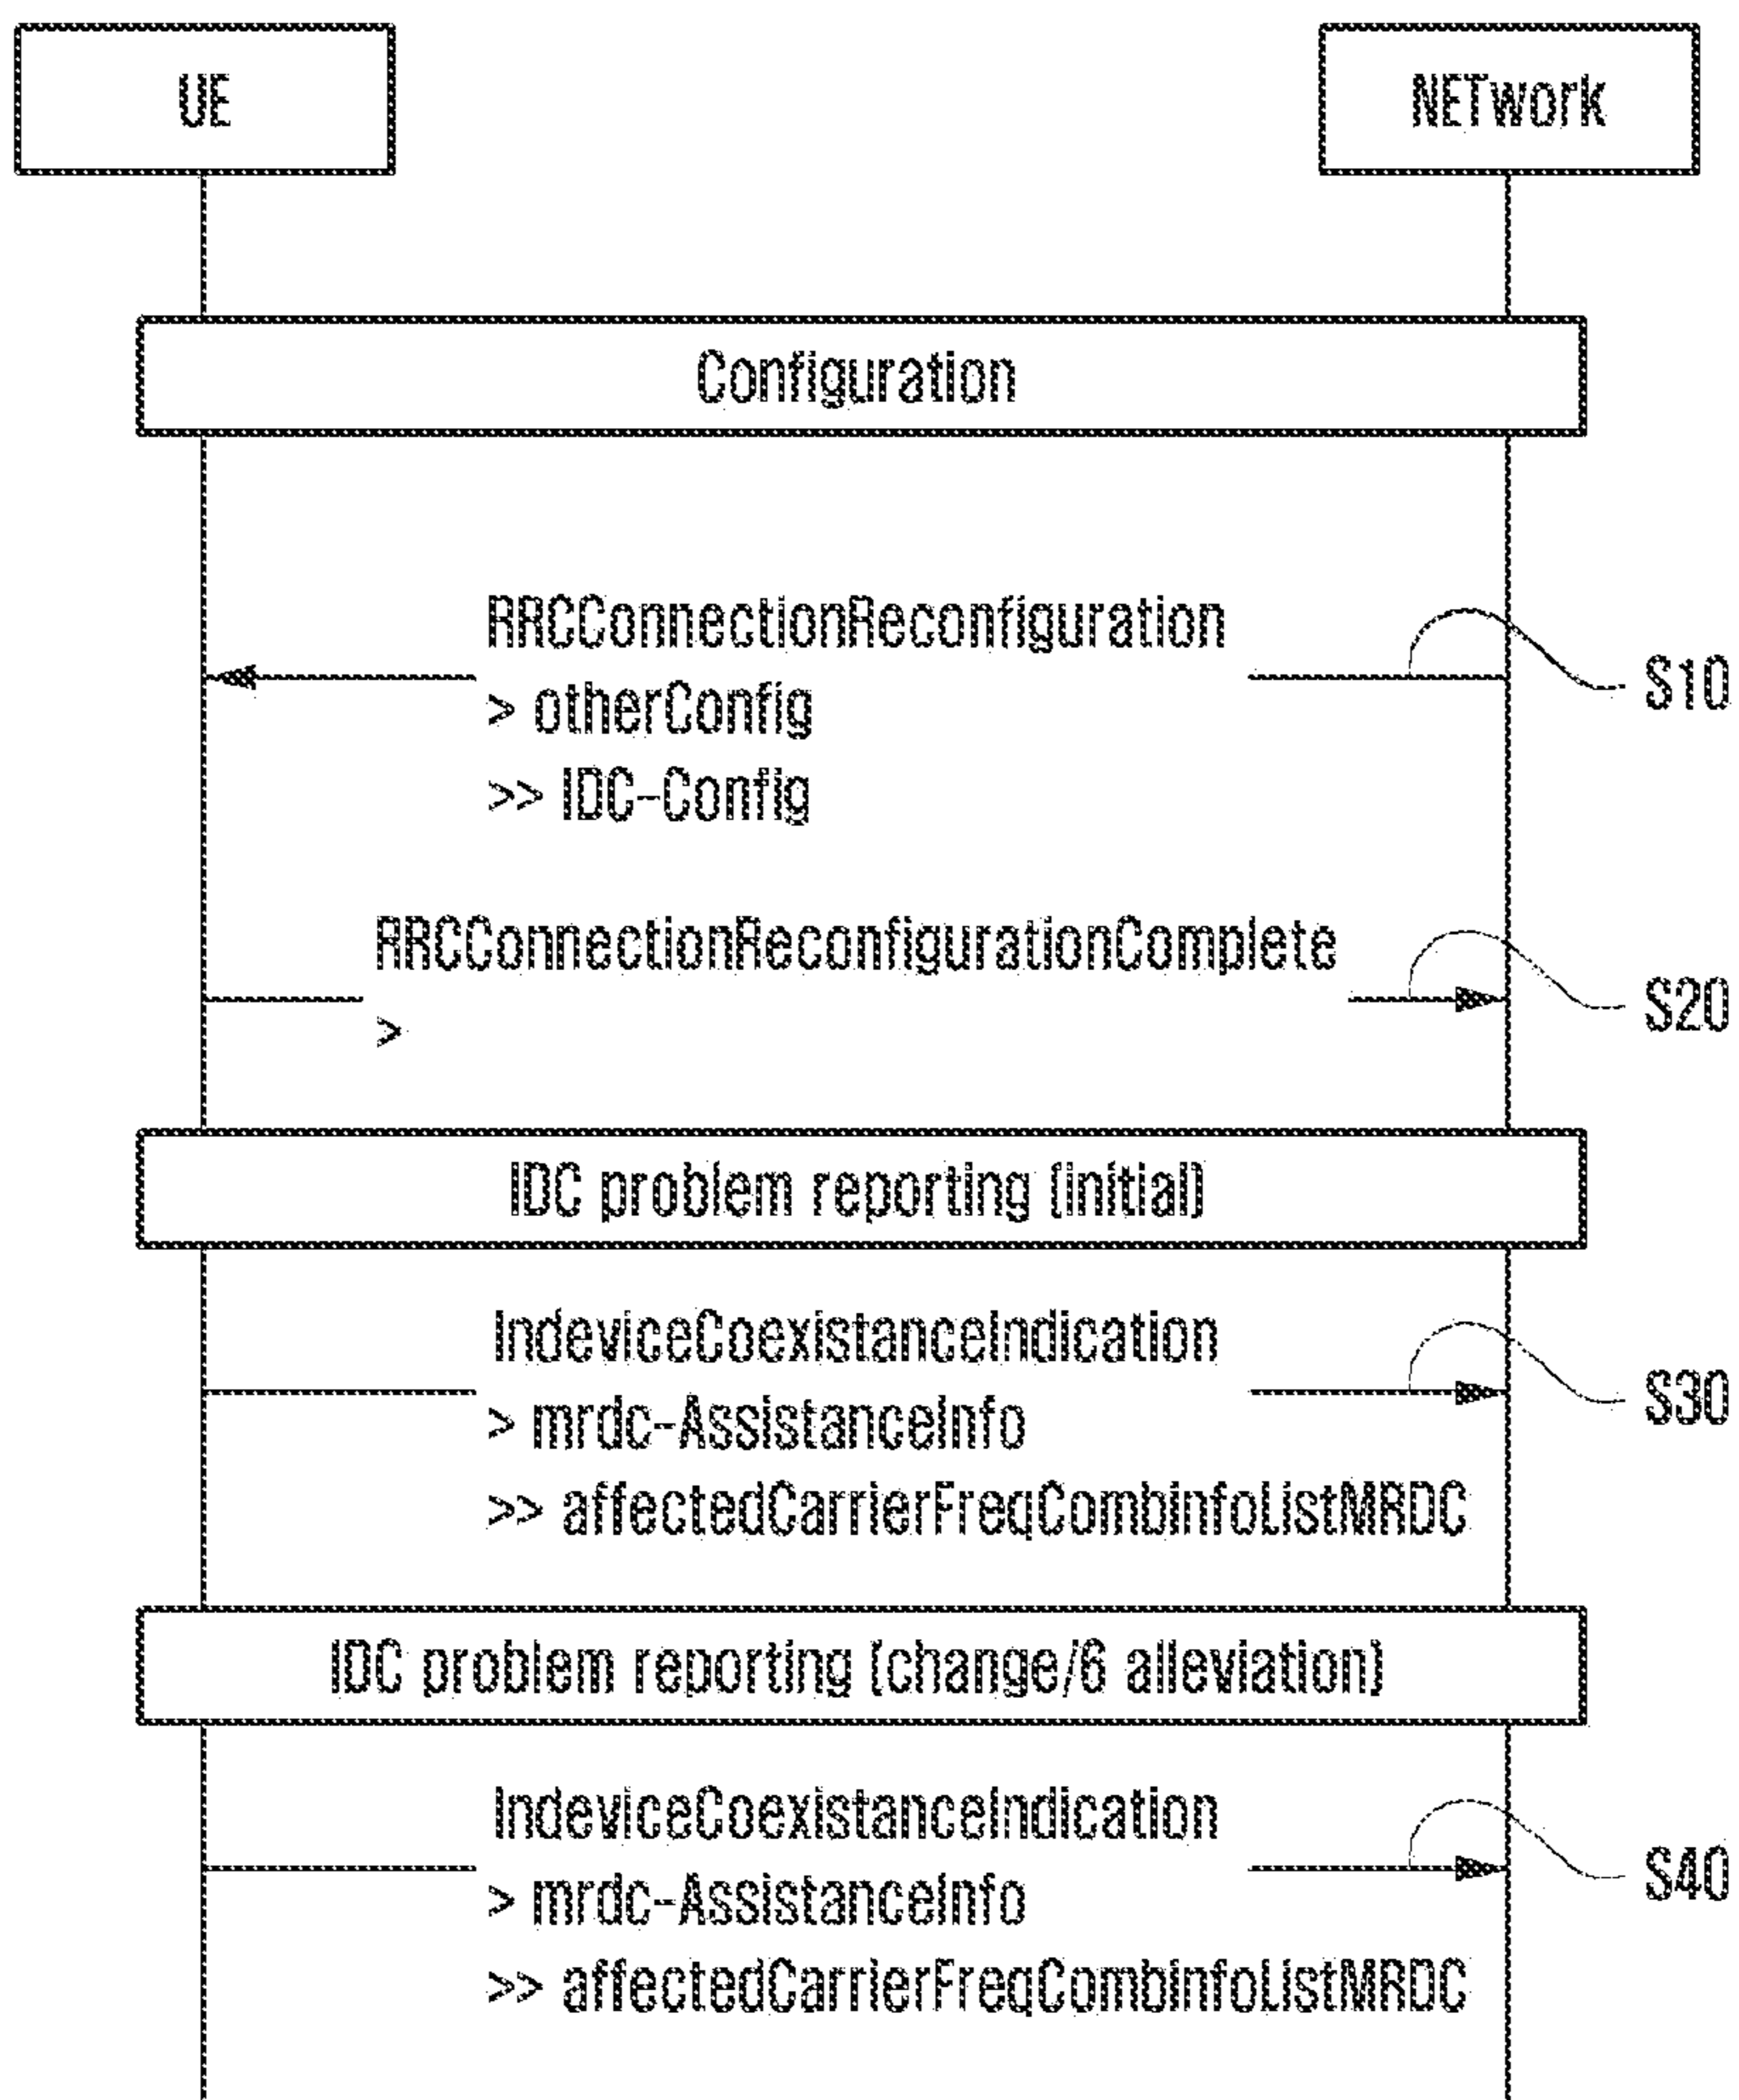 UE
NETwork
Configuration
RRCConnectionReconfiguration
> otherConfig
>> IDC-Config
S10
RRCConnectionReconfigurationComplete
>
S20
IDC problem reporting (initial)
IndeviceCoexistanceIndication
> mrdc-AssistanceInfo
>> affectedCarrierFreqCombInfoListMRDC
S30
IDC problem reporting (change/6 alleviation)
IndeviceCoexistanceIndication
> mrdc-AssistanceInfo
>> affectedCarrierFreqCombInfoListMRDC
S40